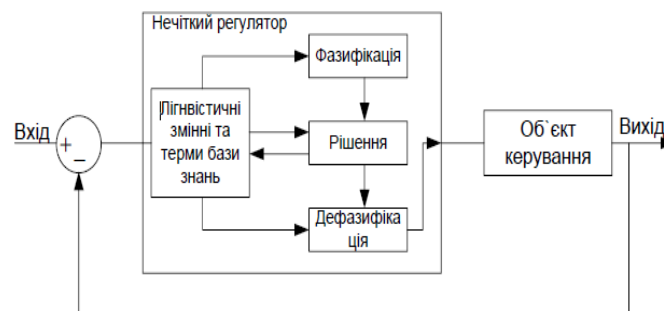 Нечіткий регулятор
Фазифікація
Вхід
+
−
Лігнвістичні
змінні та
терми бази
знань
Рішення
Дефазифіка
ція
Об`єкт
керування
Вихід